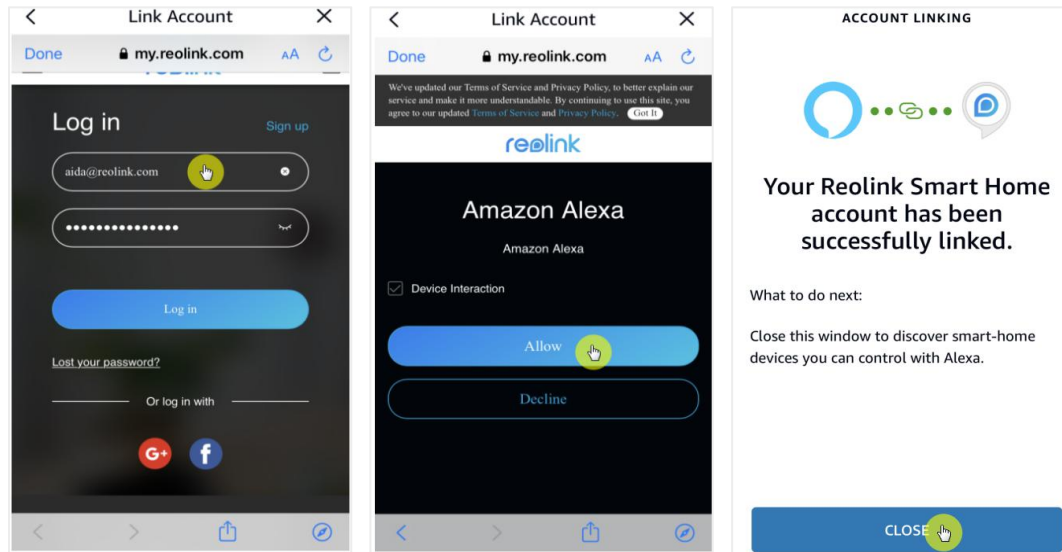 Link Account
Done
my.reolink.com
AA
Log in
Sign up
aida@reolink.com
Log in
Lost your password?
Or log in with
G+
f
Link Account
Done
my.reolink.com
AA
We've updated our Terms of Service and Privacy Policy, to better explain our
service and make it more understandable. By continuing to use this site, you
agree to our updated Terms of Service and Privacy Policy. Got It
reolink
Amazon Alexa
Amazon Alexa
Device Interaction
Allow
Decline
ACCOUNT LINKING
Your Reolink Smart Home
account has been
successfully linked.
What to do next:
Close this window to discover smart-home
devices you can control with Alexa.
CLOSE